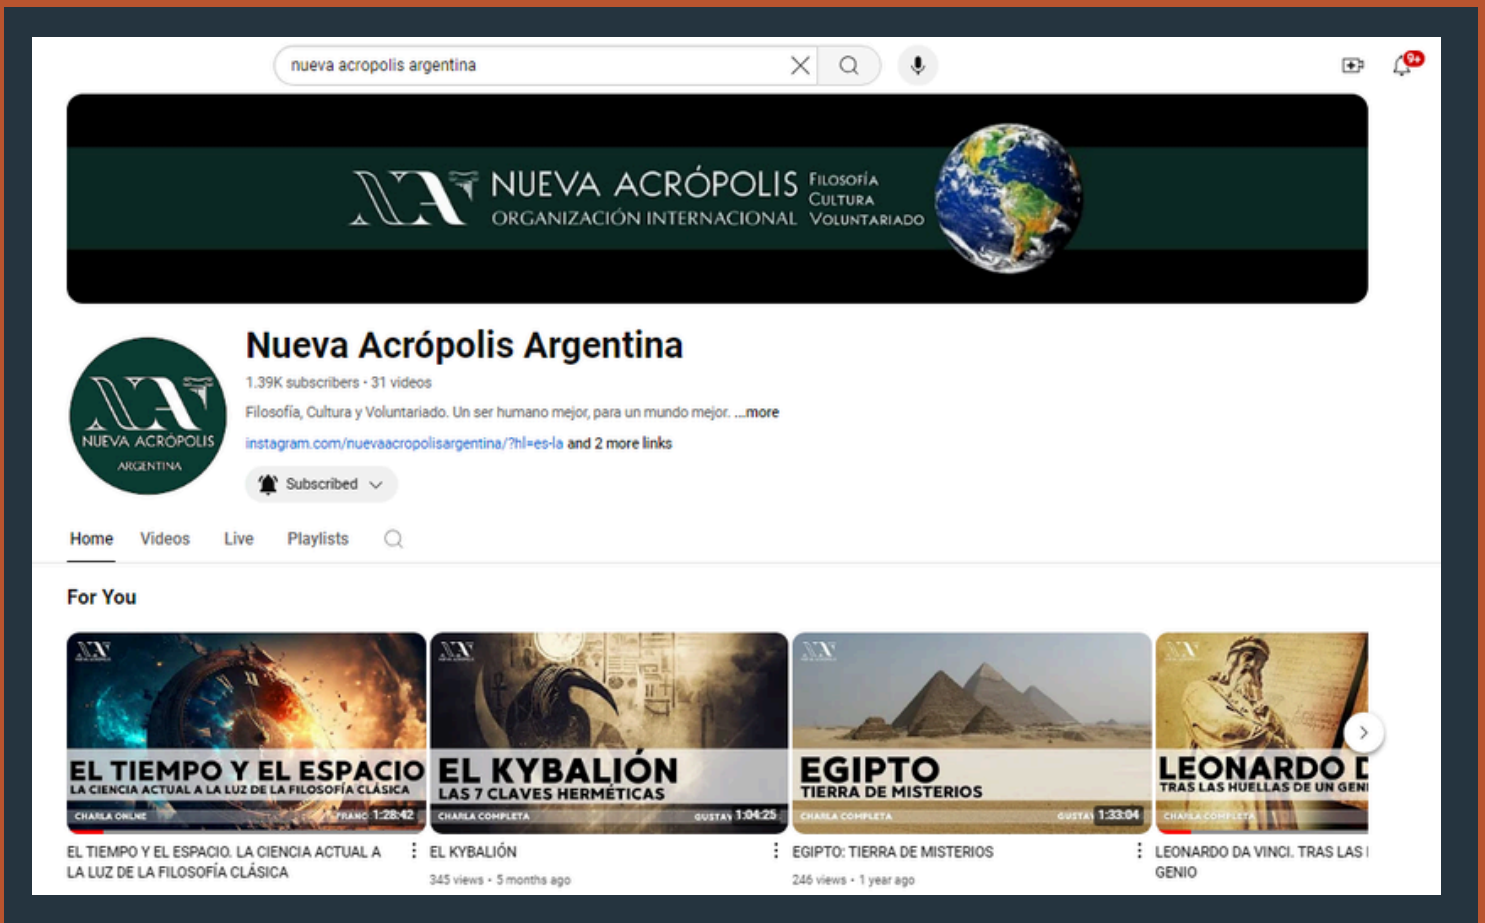 nueva acropolis argentina
9+
NUEVA ACRÓPOLIS
ORGANIZACIÓN INTERNACIONAL
FILOSOFÍA
CULTURA
VOLUNTARIADO
NUEVA ACRÓPOLIS
ARGENTINA
Nueva Acrópolis Argentina
1.39K subscribers • 31 videos
Filosofía, Cultura y Voluntariado. Un ser humano mejor, para un mundo mejor. ...more
instagram.com/nuevaacropolisargentina/?hl=es-la and 2 more links
Subscribed
Home Videos Live Playlists
For You
EL TIEMPO Y EL ESPACIO
LA CIENCIA ACTUAL A LA LUZ DE LA FILOSOFÍA CLÁSICA
CHARLA ONLINE
FRANC 1:28:42
EL TIEMPO Y EL ESPACIO. LA CIENCIA ACTUAL A
LA LUZ DE LA FILOSOFÍA CLÁSICA
EL KYBALIÓN
LAS 7 CLAVES HERMÉTICAS
CHARLA COMPLETA
GUSTAV 1:04:25
EL KYBALIÓN
345 views • 5 months ago
EGIPTO
TIERRA DE MISTERIOS
CHARLA COMPLETA
GUSTAV 1:33:04
EGIPTO: TIERRA DE MISTERIOS
246 views • 1 year ago
LEONARDO D
TRAS LAS HUELLAS DE UN GENI
CHARLA COMPLETA
LEONARDO DA VINCI. TRAS LAS
GENIO